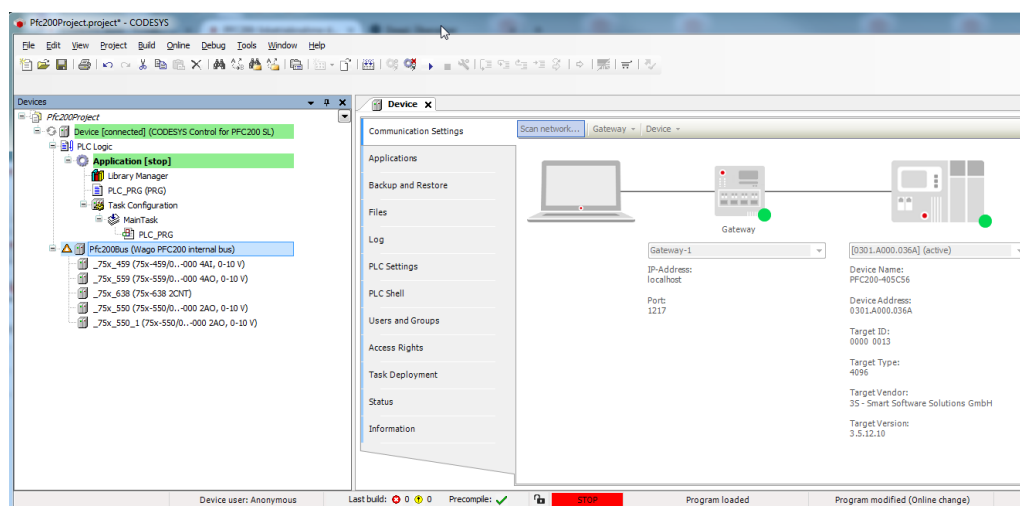 Pfc200Project.project* - CODESYS
File Edit View Project Build Online Debug Tools Window Help
Devices
Pfc200Project
Device [connected] (CODESYS Control for PFC200 SL)
PLC Logic
Application [stop]
Library Manager
PLC_PRG (PRG)
Task Configuration
MainTask
PLC_PRG
Pfc200Bus (Wago PFC200 internal bus)
_75x_459 (75x-459/0..-000 4AI, 0-10 V)
_75x_559 (75x-559/0..-000 4AO, 0-10 V)
_75x_638 (75x-638 2CNT)
_75x_550 (75x-550/0..-000 2AO, 0-10 V)
_75x_550_1 (75x-550/0..-000 2AO, 0-10 V)
Device
Communication Settings
Applications
Backup and Restore
Files
Log
PLC Settings
PLC Shell
Users and Groups
Access Rights
Task Deployment
Status
Information
Scan network... Gateway Device
Gateway
Gateway-1
IP-Address:
localhost
Port:
1217
[0301.A000.036A] (active)
Device Name:
PFC200-405C56
Device Address:
0301.A000.036A
Target ID:
0000 0013
Target Type:
4096
Target Vendor:
3S - Smart Software Solutions GmbH
Target Version:
3.5.12.10
Device user: Anonymous Last build: 0 0 Precompile: STOP Program loaded Program modified (Online change)